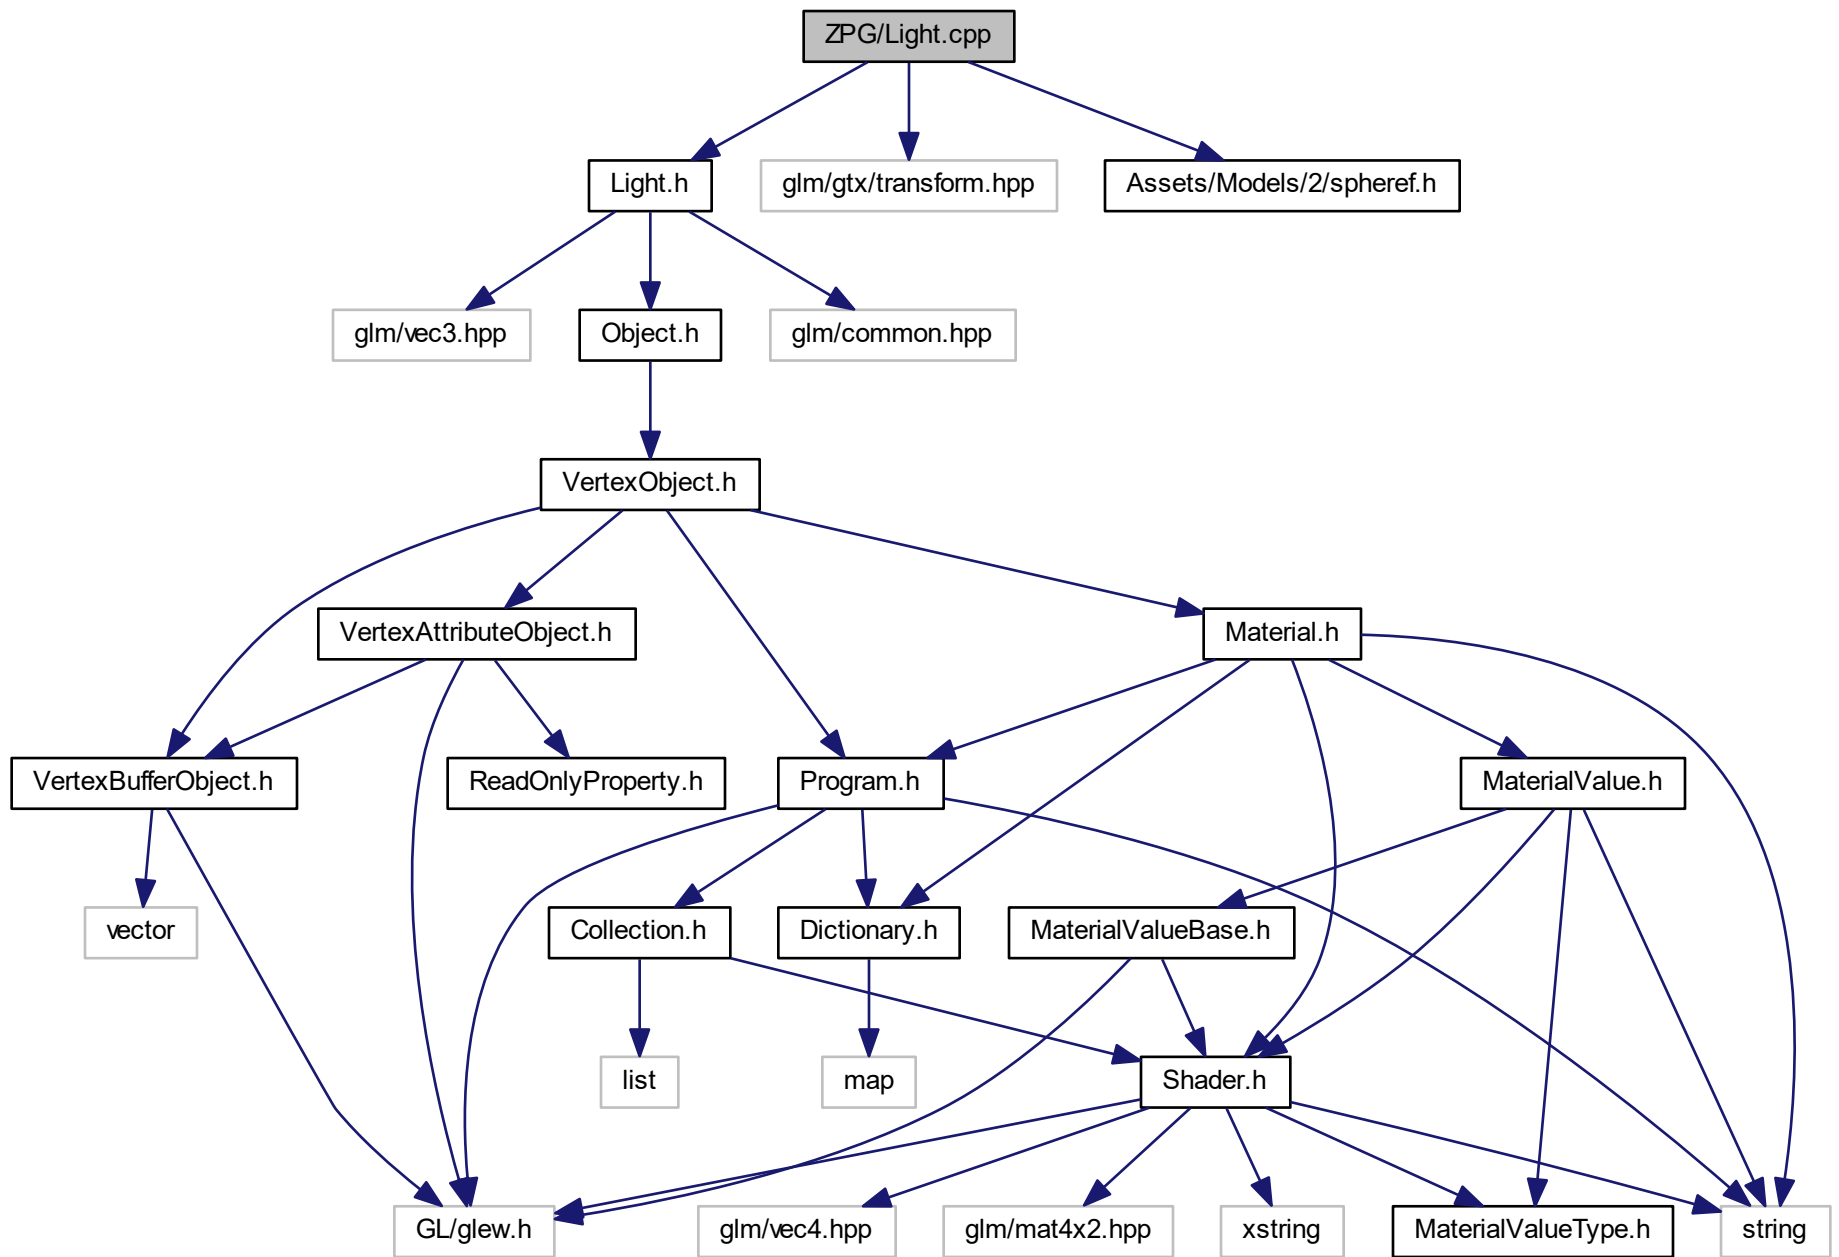 ZPG/Light.cpp
Light.h
glm/gtx/transform.hpp
Assets/Models/2/spheref.h
glm/vec3.hpp
Object.h
glm/common.hpp
VertexObject.h
VertexAttributeObject.h
Material.h
VertexBufferObject.h
ReadOnlyProperty.h
Program.h
MaterialValue.h
vector
Collection.h
Dictionary.h
MaterialValueBase.h
list
map
Shader.h
GL/glew.h
glm/vec4.hpp
glm/mat4x2.hpp
xstring
MaterialValueType.h
string